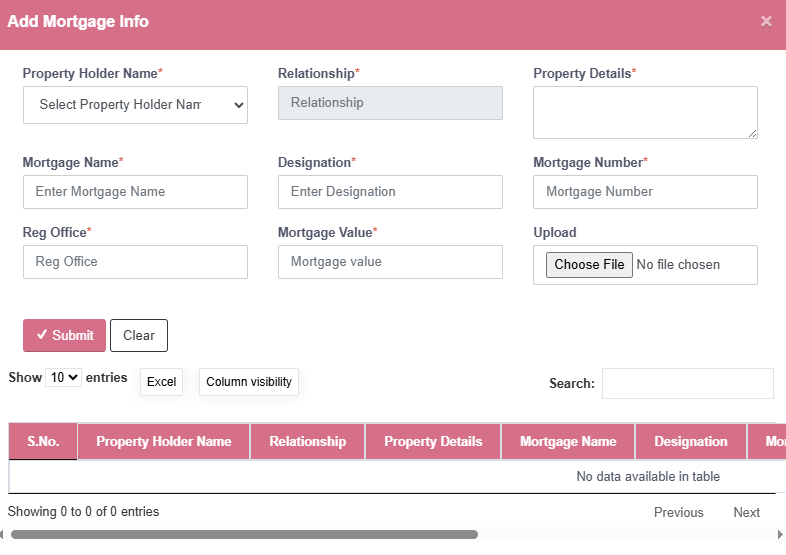 Add Mortgage Info ×
Property Holder Name* Relationship* Property Details*
Select Property Holder Nam Relationship
Mortgage Name* Designation* Mortgage Number*
Enter Mortgage Name Enter Designation Mortgage Number
Reg Office* Mortgage Value* Upload
Reg Office Mortgage value Choose File No file chosen
✔ Submit Clear
Show 10 entries Excel Column visibility Search:
S.No. Property Holder Name Relationship Property Details Mortgage Name Designation Mo
No data available in table
Showing 0 to 0 of 0 entries Previous Next